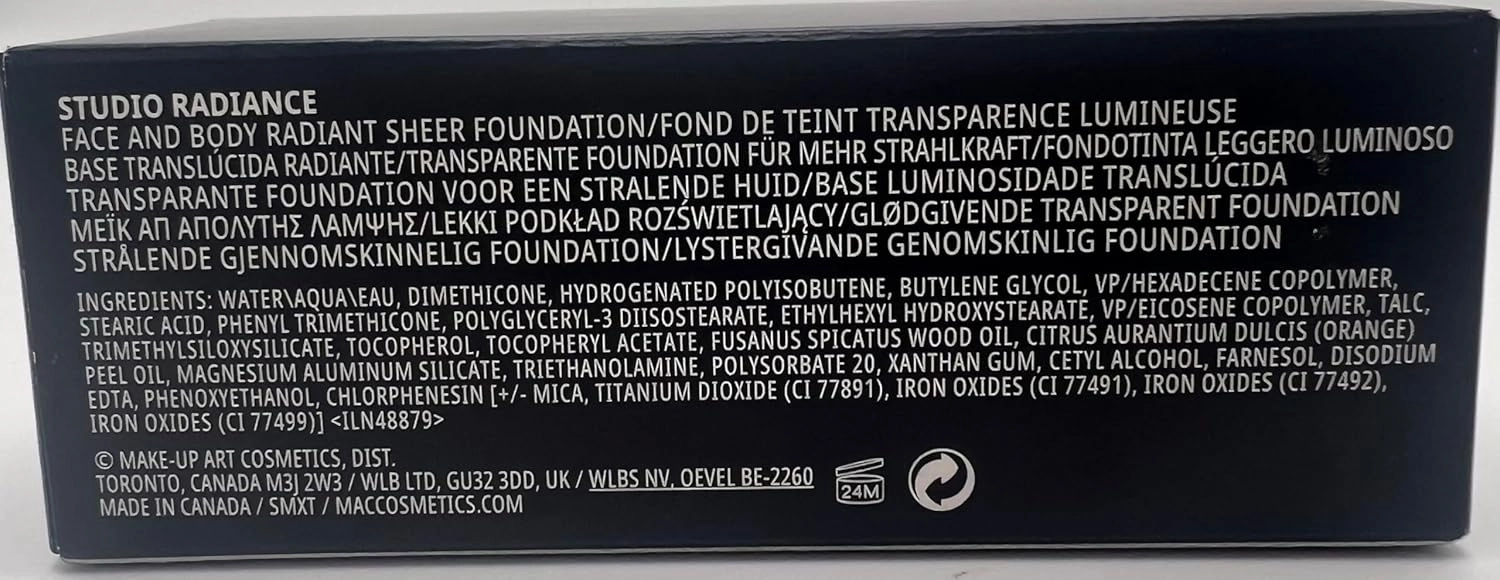 STUDIO RADIANCE
FACE AND BODY RADIANT SHEER FOUNDATION/FOND DE TEINT TRANSPARENCE LUMINEUSE
BASE TRANSLÚCIDA RADIANTE/TRANSPARENTE FOUNDATION FÜR MEHR STRAHLKRAFT/FONDOTINTA LEGGERO LUMINOSO
TRANSPARANTE FOUNDATION VOOR EEN STRALENDE HUID/BASE LUMINOSIDADE TRANSLÚCIDA
ΜΕΪΚ ΑΠ ΑΠΟΛΥΤΗΣ ΛΑΜΨΗΣ/LEKKI PODKŁAD ROZŚWIETLAJĄCY/GLØDGIVENDE TRANSPARENT FOUNDATION
STRÅLENDE GJENNOMSKINNELIG FOUNDATION/LYSTERGIVANDE GENOMSKINLIG FOUNDATION
INGREDIENTS: WATER\AQUA\EAU, DIMETHICONE, HYDROGENATED POLYISOBUTENE, BUTYLENE GLYCOL, VP/HEXADECENE COPOLYMER,
STEARIC ACID, PHENYL TRIMETHICONE, POLYGLYCERYL-3 DIISOSTEARATE, ETHYLHEXYL HYDROXYSTEARATE, VP/EICOSENE COPOLYMER, TALC,
TRIMETHYLSILOXYSILICATE, TOCOPHEROL, TOCOPHERYL ACETATE, FUSANUS SPICATUS WOOD OIL, CITRUS AURANTIUM DULCIS (ORANGE)
PEEL OIL, MAGNESIUM ALUMINUM SILICATE, TRIETHANOLAMINE, POLYSORBATE 20, XANTHAN GUM, CETYL ALCOHOL, FARNESOL, DISODIUM
EDTA, PHENOXYETHANOL, CHLORPHENESIN [+/- MICA, TITANIUM DIOXIDE (CI 77891), IRON OXIDES (CI 77491), IRON OXIDES (CI 77492),
IRON OXIDES (CI 77499)] <ILN48879>
© MAKE-UP ART COSMETICS, DIST.
TORONTO, CANADA M3J 2W3 / WLB LTD, GU32 3DD, UK / WLBS NV, OEVEL BE-2260
MADE IN CANADA / SMXT / MACCOSMETICS.COM
24M